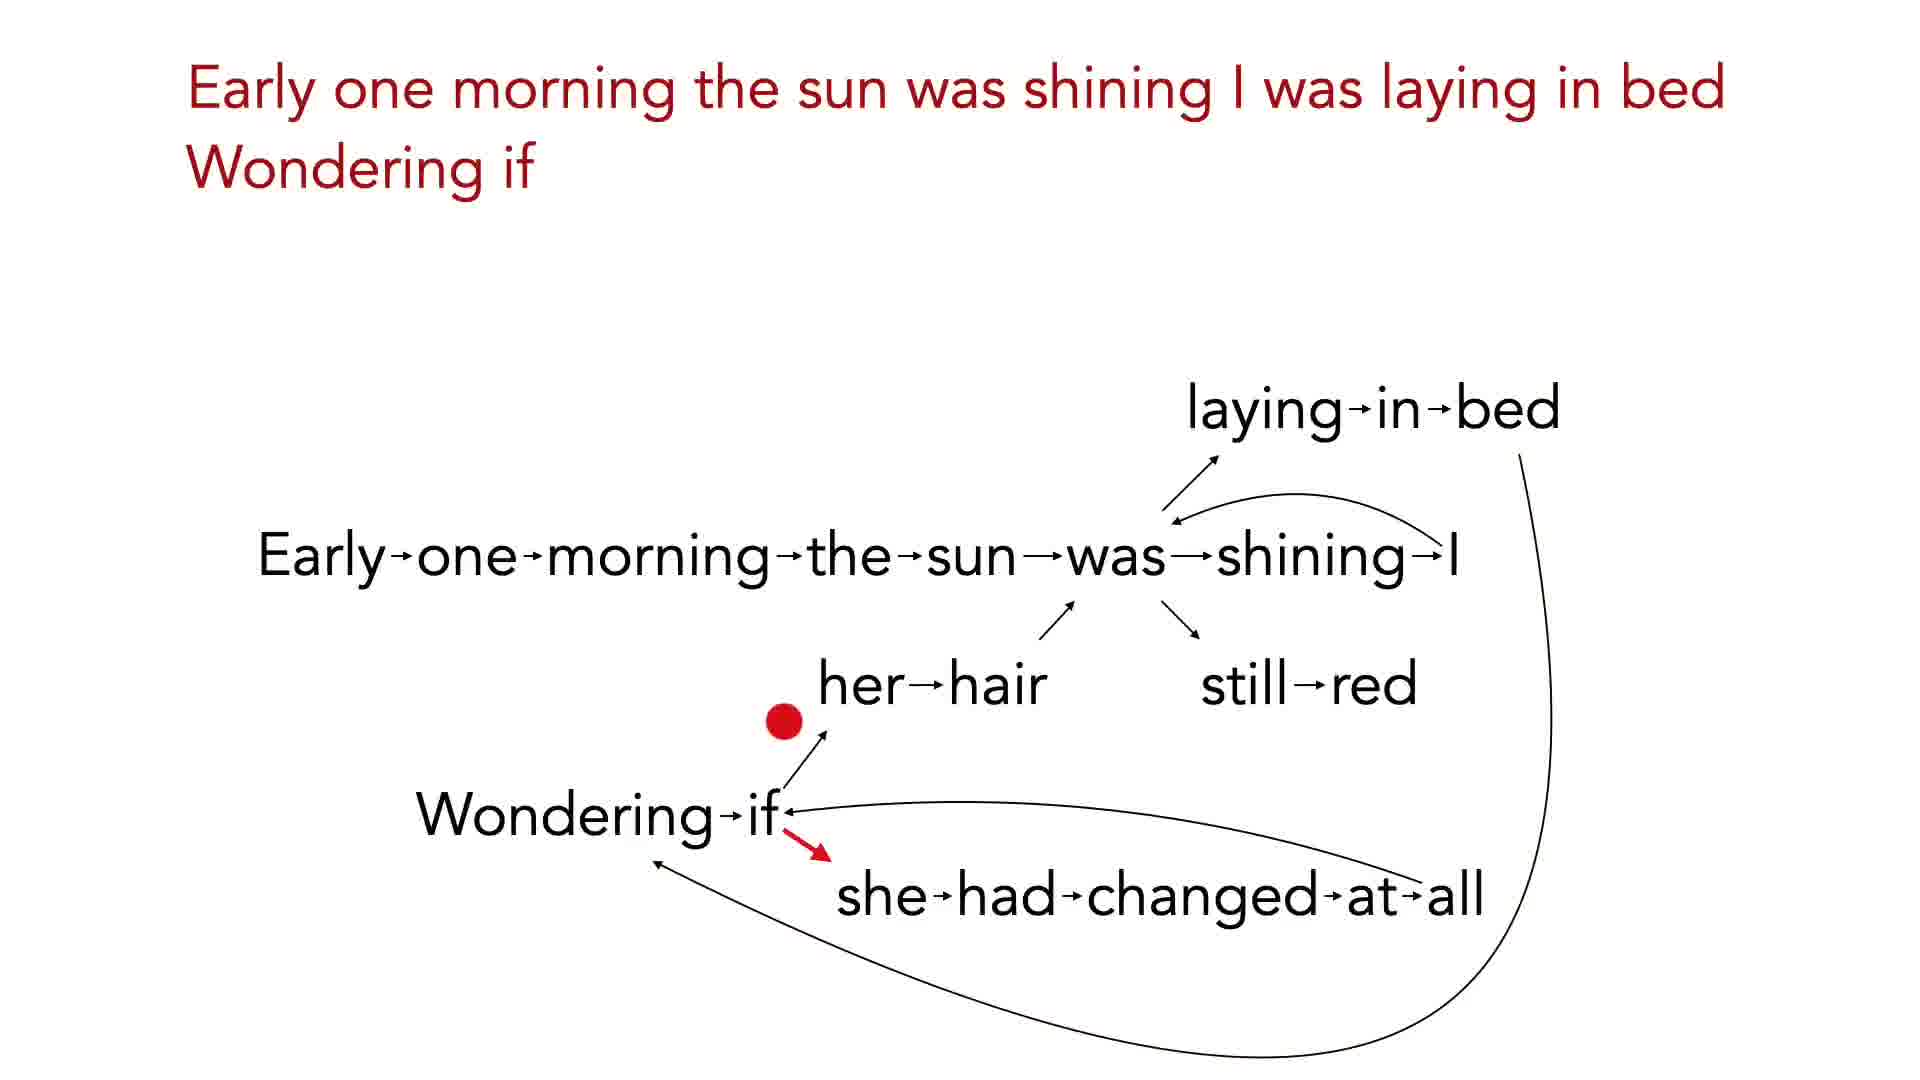 Early one morning the sun was shining I was laying in bed
Wondering if
laying in bed
Early one morning the sun was shining I
her hair still red
Wondering if
she had changed at all